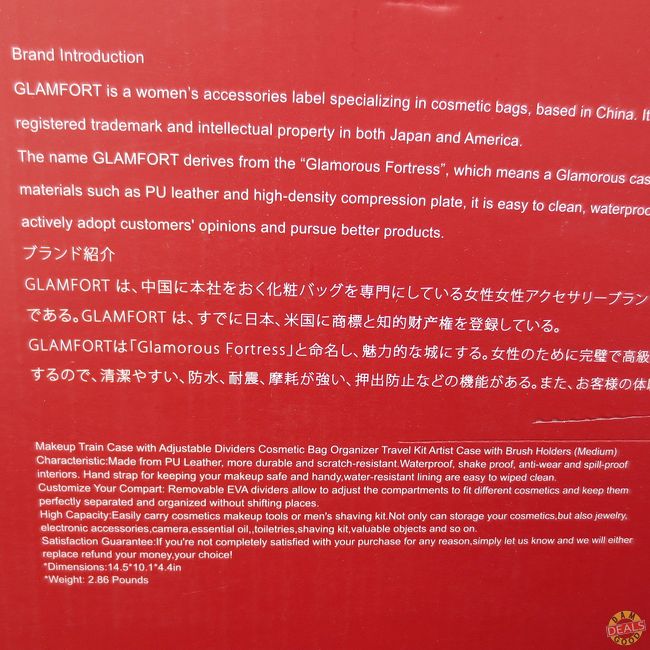 Brand Introduction
GLAMFORT is a women's accessories label specializing in cosmetic bags, based in China. It
registered trademark and intellectual property in both Japan and America.
The name GLAMFORT derives from the “Glamorous Fortress”, which means a Glamorous cas
materials such as PU leather and high-density compression plate, it is easy to clean, waterproo
actively adopt customers' opinions and pursue better products.
ブランド紹介
GLAMFORT は、中国に本社をおく化粧バッグを専門にしている女性女性アクセサリーブラン
である。GLAMFORT は、すでに日本、米国に商標と知的财产権を登録している。
GLAMFORTは「Glamorous Fortress」と命名し、魅力的な城にする。女性のために完璧で高級
するので、清潔やすい、防水、耐震、摩耗が強い、押出防止などの機能がある。また、お客様の体
Makeup Train Case with Adjustable Dividers Cosmetic Bag Organizer Travel Kit Artist Case with Brush Holders (Medium)
Characteristic:Made from PU Leather, more durable and scratch-resistant.Waterproof, shake proof, anti-wear and spill-proof
interiors. Hand strap for keeping your makeup safe and handy,water-resistant lining are easy to wiped clean.
Customize Your Compart: Removable EVA dividers allow to adjust the compartments to fit different cosmetics and keep them
perfectly separated and organized without shifting places.
High Capacity:Easily carry cosmetics makeup tools or men's shaving kit.Not only can storage your cosmetics,but also jewelry,
electronic accessories,camera,essential oil,toiletries,shaving kit,valuable objects and so on.
Satisfaction Guarantee:If you're not completely satisfied with your purchase for any reason,simply let us know and we will either
replace refund your money,your choice!
*Dimensions:14.5*10.1*4.4in
*Weight: 2.86 Pounds
DAM
GOOD
DEALS